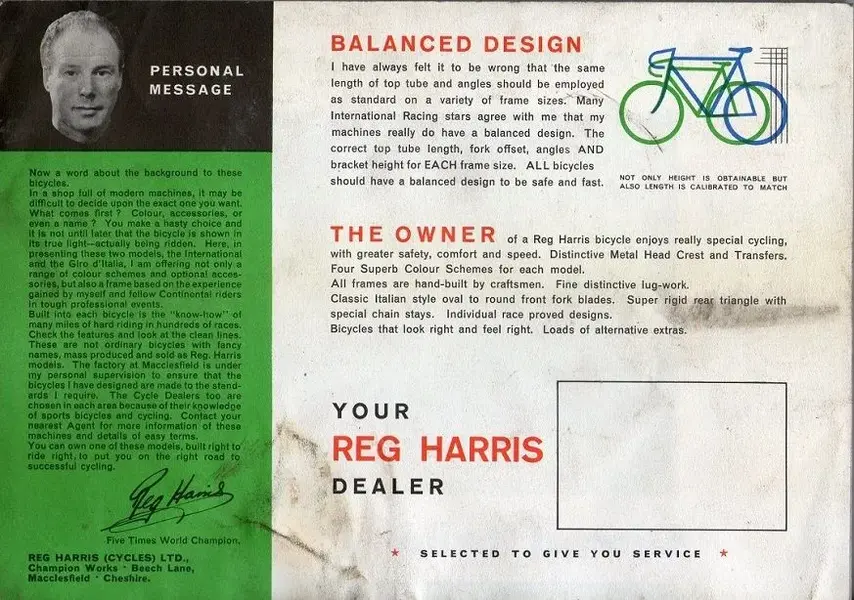 PERSONAL
MESSAGE
Now a word about the background to these
bicycles.
In a shop full of modern machines, it may be
difficult to decide upon the exact one you want.
What comes first ? Colour, accessories, or
even a name ? You make a hasty choice and
it is not until later that the bicycle is shown in
its true light—actually being ridden. Here, in
presenting these two models, the International
and the Giro d'Italia, I am offering not only a
range of colour schemes and optional acces-
sories, but also a frame based on the experience
gained by myself and fellow Continental riders
in tough professional events.
Built into each bicycle is the "know-how" of
many miles of hard riding in hundreds of races.
Check the features and look at the clean lines.
These are not ordinary bicycles with fancy
names, mass produced and sold as Reg. Harris
models. The factory at Macclesfield is under
my personal supervision to ensure that the
bicycles I have designed are made to the stand-
ards I require. The Cycle Dealers too are
chosen in each area because of their knowledge
of sports bicycles and cycling. Contact your
nearest Agent for more information of these
machines and details of easy terms.
You can own one of these models, built right to
ride right, to put you on the right road to
successful cycling.
Reg Harris
Five Times World Champion.
REG HARRIS (CYCLES) LTD.,
Champion Works · Beech Lane,
Macclesfield · Cheshire.
BALANCED DESIGN
I have always felt it to be wrong that the same
length of top tube and angles should be employed
as standard on a variety of frame sizes. Many
International Racing stars agree with me that my
machines really do have a balanced design. The
correct top tube length, fork offset, angles AND
bracket height for EACH frame size. ALL bicycles
should have a balanced design to be safe and fast.
NOT ONLY HEIGHT IS OBTAINABLE BUT
ALSO LENGTH IS CALIBRATED TO MATCH
THE OWNER of a Reg Harris bicycle enjoys really special cycling,
with greater safety, comfort and speed. Distinctive Metal Head Crest and Transfers.
Four Superb Colour Schemes for each model.
All frames are hand-built by craftsmen. Fine distinctive lug-work.
Classic Italian style oval to round front fork blades. Super rigid rear triangle with
special chain stays. Individual race proved designs.
Bicycles that look right and feel right. Loads of alternative extras.
YOUR
REG HARRIS
DEALER
★ SELECTED TO GIVE YOU SERVICE ★